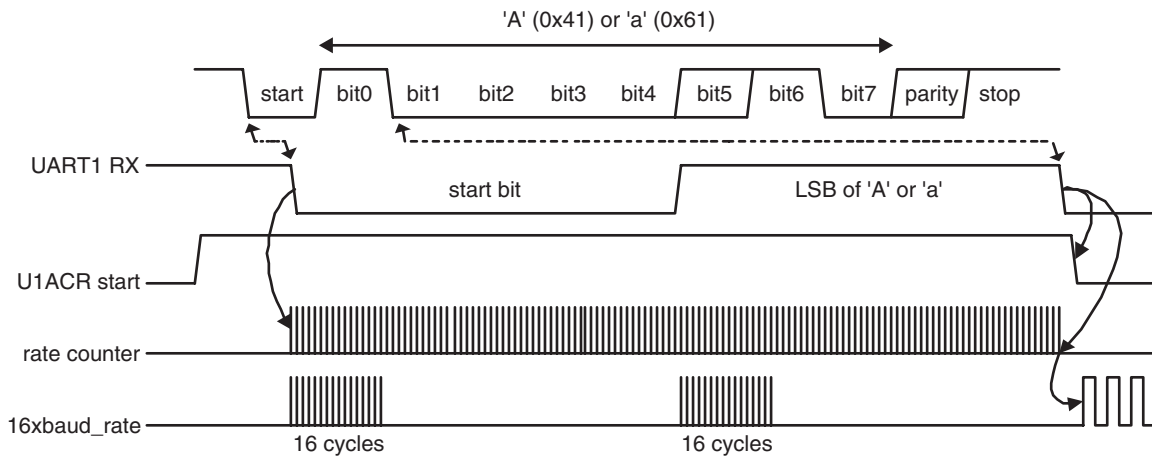 'A' (0x41) or 'a' (0x61)
start bit0 bit1 bit2 bit3 bit4 bit5 bit6 bit7 parity stop
UART1 RX
start bit LSB of 'A' or 'a'
U1ACR start
rate counter
16xbaud_rate
16 cycles 16 cycles